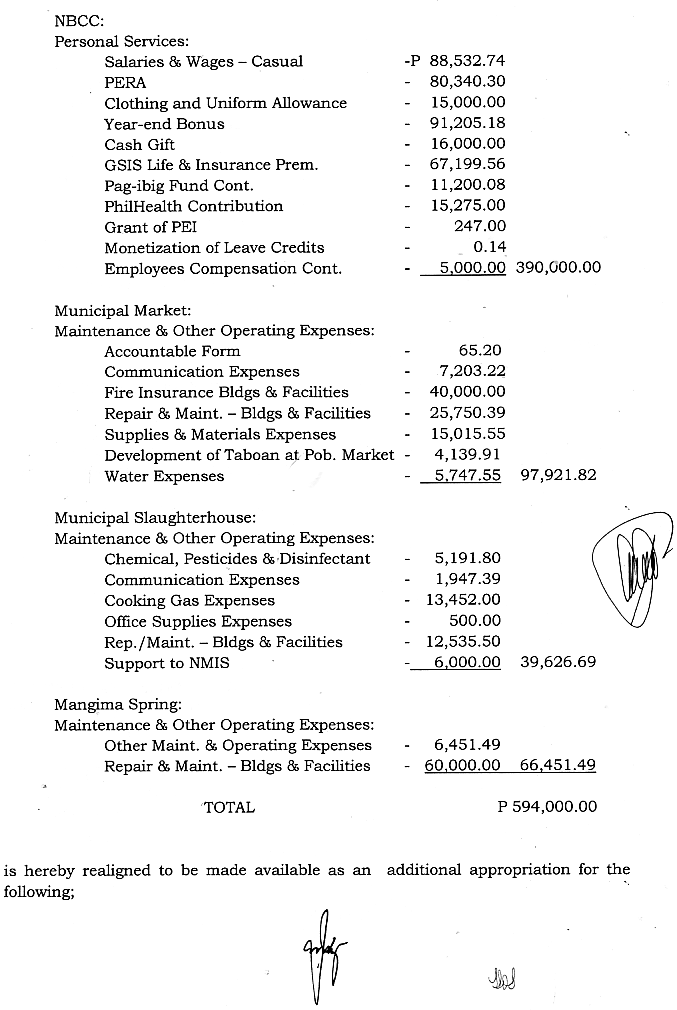 NBCC:
Personal Services:
Salaries & Wages – Casual -P 88,532.74
PERA - 80,340.30
Clothing and Uniform Allowance - 15,000.00
Year-end Bonus - 91,205.18
Cash Gift - 16,000.00
GSIS Life & Insurance Prem. - 67,199.56
Pag-ibig Fund Cont. - 11,200.08
PhilHealth Contribution - 15,275.00
Grant of PEI - 247.00
Monetization of Leave Credits - 0.14
Employees Compensation Cont. - 5,000.00 390,000.00
Municipal Market:
Maintenance & Other Operating Expenses:
Accountable Form - 65.20
Communication Expenses - 7,203.22
Fire Insurance Bldgs & Facilities - 40,000.00
Repair & Maint. – Bldgs & Facilities - 25,750.39
Supplies & Materials Expenses - 15,015.55
Development of Taboan at Pob. Market - 4,139.91
Water Expenses - 5,747.55 97,921.82
Municipal Slaughterhouse:
Maintenance & Other Operating Expenses:
Chemical, Pesticides & Disinfectant - 5,191.80
Communication Expenses - 1,947.39
Cooking Gas Expenses - 13,452.00
Office Supplies Expenses - 500.00
Rep./Maint. – Bldgs & Facilities - 12,535.50
Support to NMIS - 6,000.00 39,626.69
Mangima Spring:
Maintenance & Other Operating Expenses:
Other Maint. & Operating Expenses - 6,451.49
Repair & Maint. – Bldgs & Facilities - 60,000.00 66,451.49
TOTAL P 594,000.00
is hereby realigned to be made available as an additional appropriation for the
following;